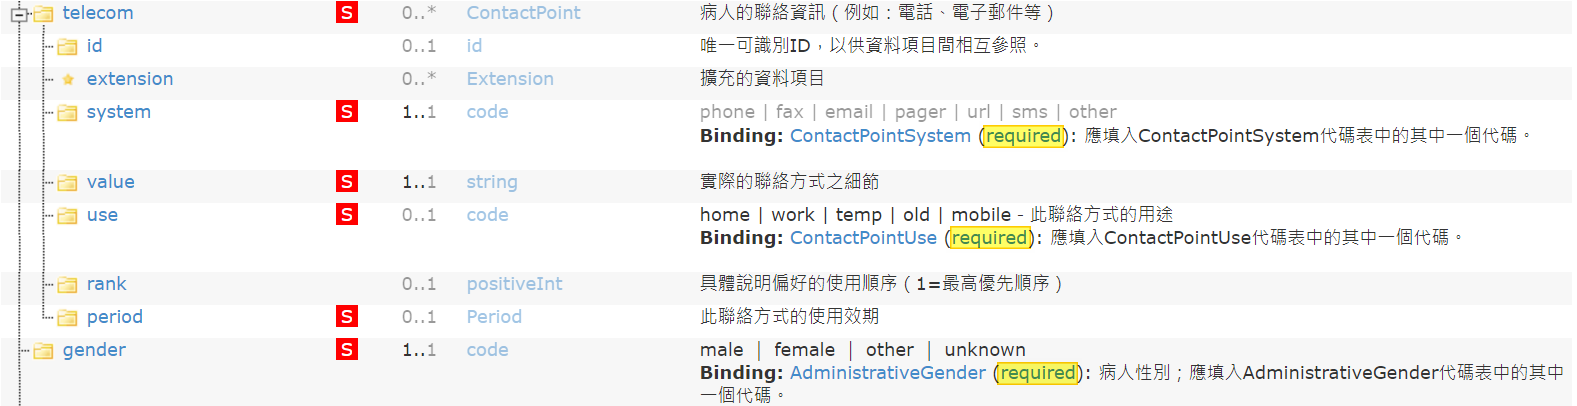 telecom S 0..* ContactPoint 病人的聯絡資訊（例如：電話、電子郵件等）
id 0..1 id 唯一可識別ID，以供資料項目間相互參照。
extension 0..* Extension 擴充的資料項目
system S 1..1 code phone | fax | email | pager | url | sms | other
Binding: ContactPointSystem (required): 應填入ContactPointSystem代碼表中的其中一個代碼。
value S 1..1 string 實際的聯絡方式之細節
use S 0..1 code home | work | temp | old | mobile - 此聯絡方式的用途
Binding: ContactPointUse (required): 應填入ContactPointUse代碼表中的其中一個代碼。
rank 0..1 positiveInt 具體說明偏好的使用順序（1=最高優先順序）
period S 0..1 Period 此聯絡方式的使用效期
gender S 1..1 code male | female | other | unknown
Binding: AdministrativeGender (required): 病人性別；應填入AdministrativeGender代碼表中的其中
一個代碼。